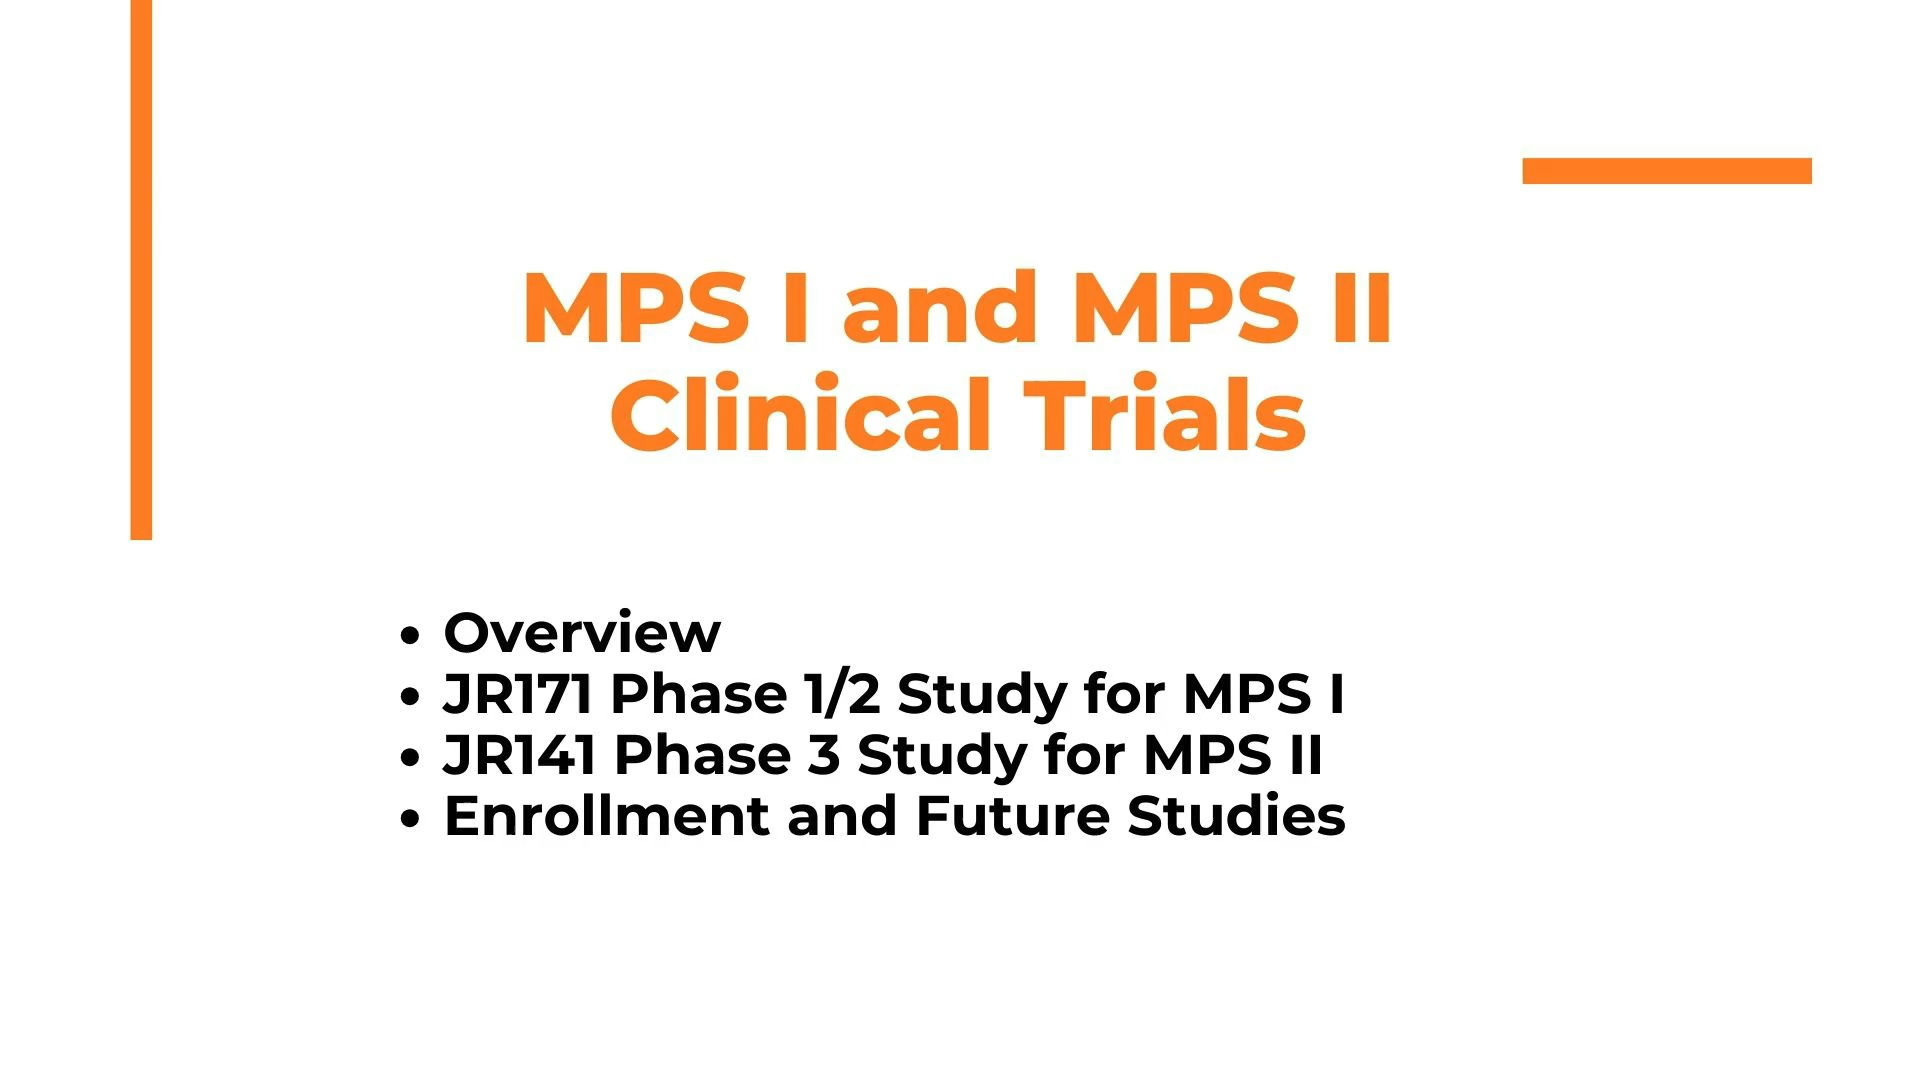 MPS I and MPS II
Clinical Trials
• Overview
• JR171 Phase 1/2 Study for MPS I
• JR141 Phase 3 Study for MPS II
• Enrollment and Future Studies